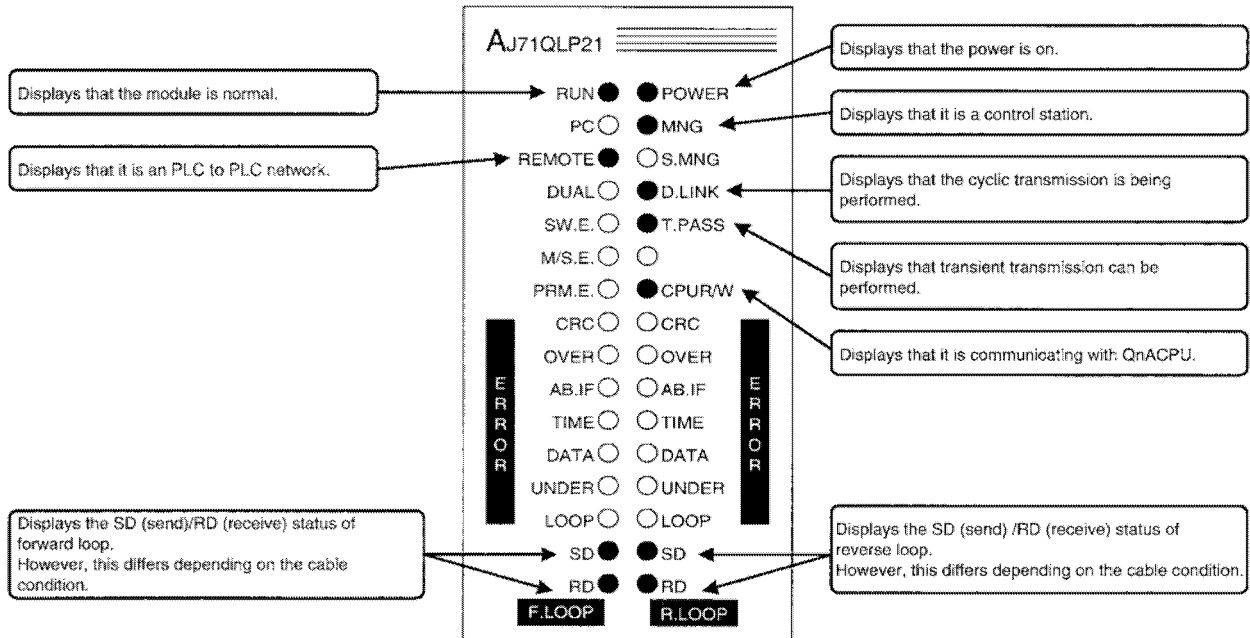 AJ71QLP21
Displays that the power is on.
Displays that the module is normal.
RUN POWER
Displays that it is a control station.
PC MNG
Displays that it is an PLC to PLC network.
REMOTE S.MNG
DUAL D.LINK
Displays that the cyclic transmission is being
performed.
SW.E. T.PASS
M/S.E.
Displays that transient transmission can be
performed.
PRM.E. CPUR/W
CRC CRC
OVER OVER
Displays that it is communicating with QnACPU.
AB.IF AB.IF
TIME TIME
DATA DATA
UNDER UNDER
LOOP LOOP
ERROR
ERROR
Displays the SD (send)/RD (receive) status of
forward loop.
However, this differs depending on the cable
condition.
SD SD
RD RD
Displays the SD (send) /RD (receive) status of
reverse loop.
However, this differs depending on the cable condition.
F.LOOP R.LOOP